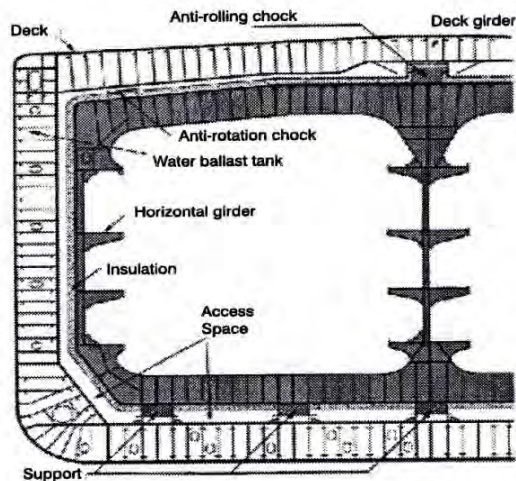 Anti-rolling chock
Deck
Deck girder
Anti-rotation chock
Water ballast tank
Horizontal girder
Insulation
Access
Space
Support